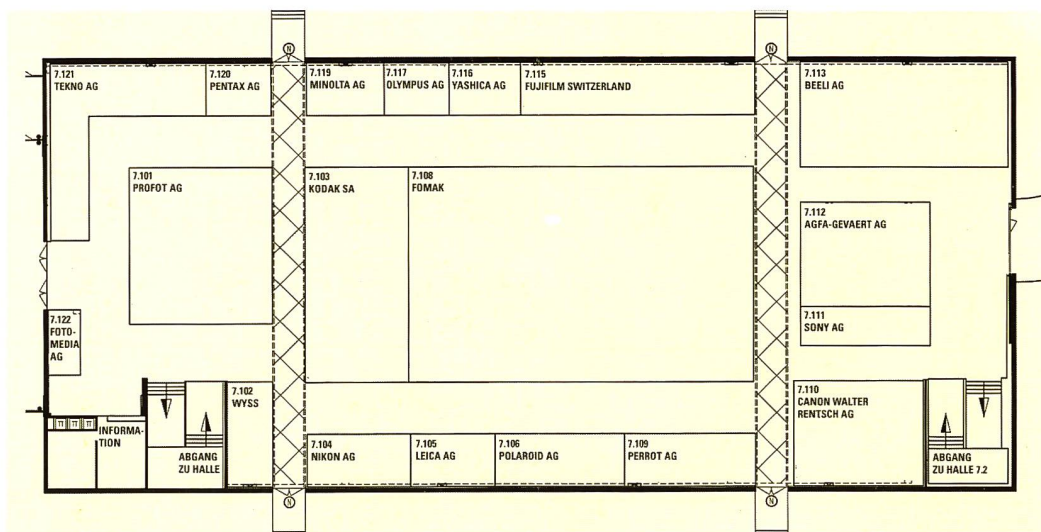 N
N
7.121
TEKNO AG
7.120
PENTAX AG
7.119
MINOLTA AG
7.117
OLYMPUS AG
7.116
YASHICA AG
7.115
FUJIFILM SWITZERLAND
7.113
BEELI AG
7.101
PROFOT AG
7.103
KODAK SA
7.108
FOMAK
7.112
AGFA-GEVAERT AG
7.111
SONY AG
7.122
FOTO-
MEDIA
AG
7.102
WYSS
7.110
CANON WALTER
RENTSCH AG
INFORMA-
TION
ABGANG
ZU HALLE
7.104
NIKON AG
7.105
LEICA AG
7.106
POLAROID AG
7.109
PERROT AG
ABGANG
ZU HALLE 7.2
N
N